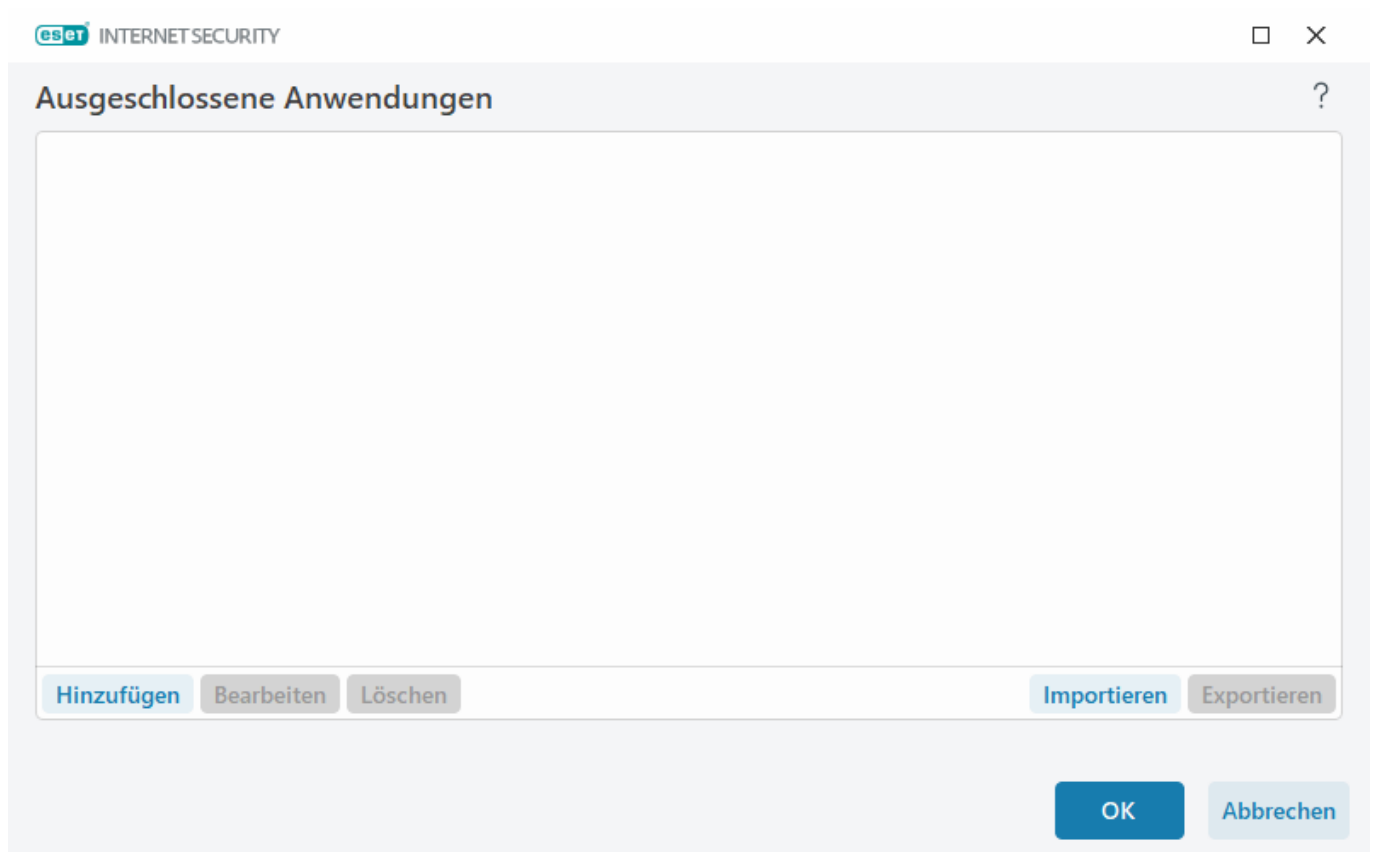 eset INTERNET SECURITY
Ausgeschlossene Anwendungen ?
Hinzufügen Bearbeiten Löschen Importieren Exportieren
OK Abbrechen